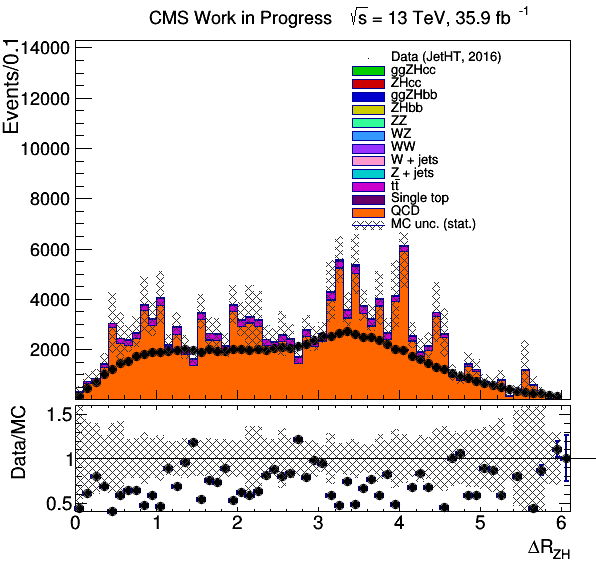 CMS Work in Progress √s = 13 TeV, 35.9 fb⁻¹
Events/0.1
14000
12000
10000
8000
6000
4000
2000
Data (JetHT, 2016)
ggZHcc
ZHcc
ggZHbb
ZHbb
ZZ
WZ
WW
W + jets
Z + jets
tt̄
Single top
QCD
MC unc. (stat.)
Data/MC
1.5
1
0.5
0 1 2 3 4 5 6
ΔR_ZH